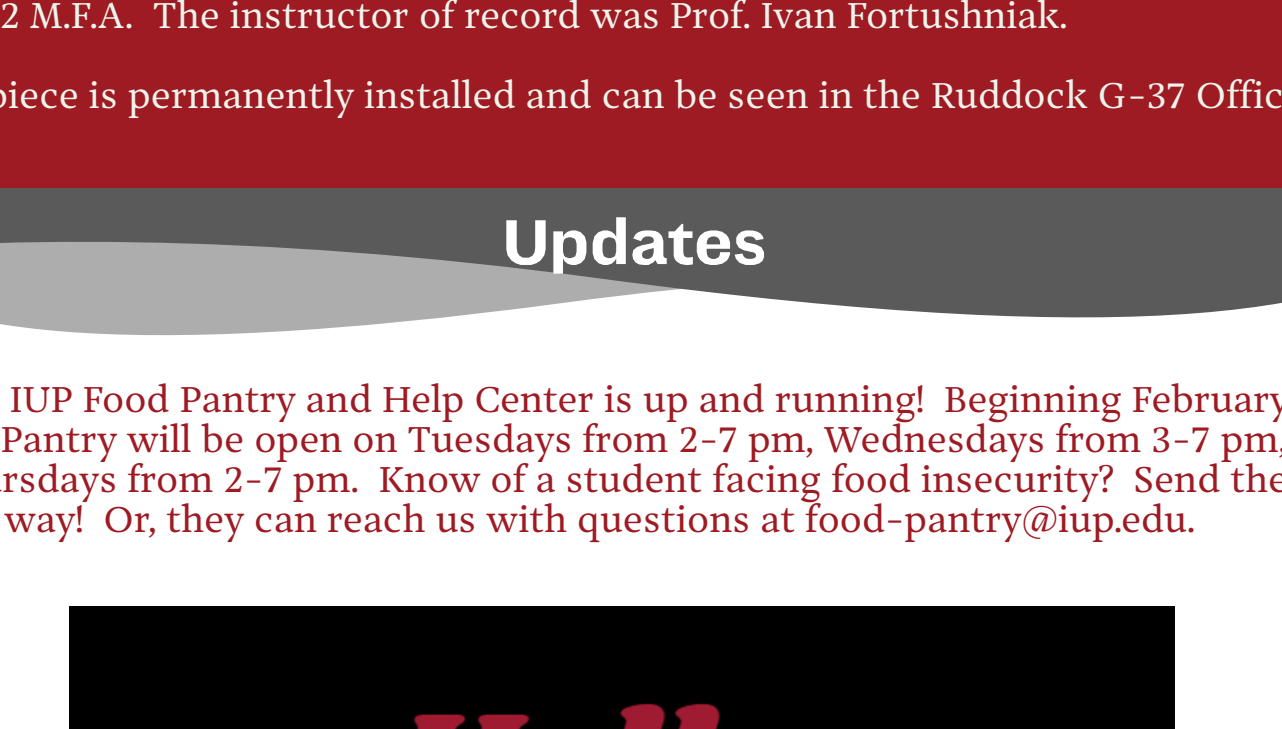 2 M.F.A. The instructor of record was Prof. Ivan Fortushniak.
piece is permanently installed and can be seen in the Ruddock G-37 Offic
Updates
IUP Food Pantry and Help Center is up and running! Beginning February
Pantry will be open on Tuesdays from 2-7 pm, Wednesdays from 3-7 pm,
rsdays from 2-7 pm. Know of a student facing food insecurity? Send the
way! Or, they can reach us with questions at food-pantry@iup.edu.